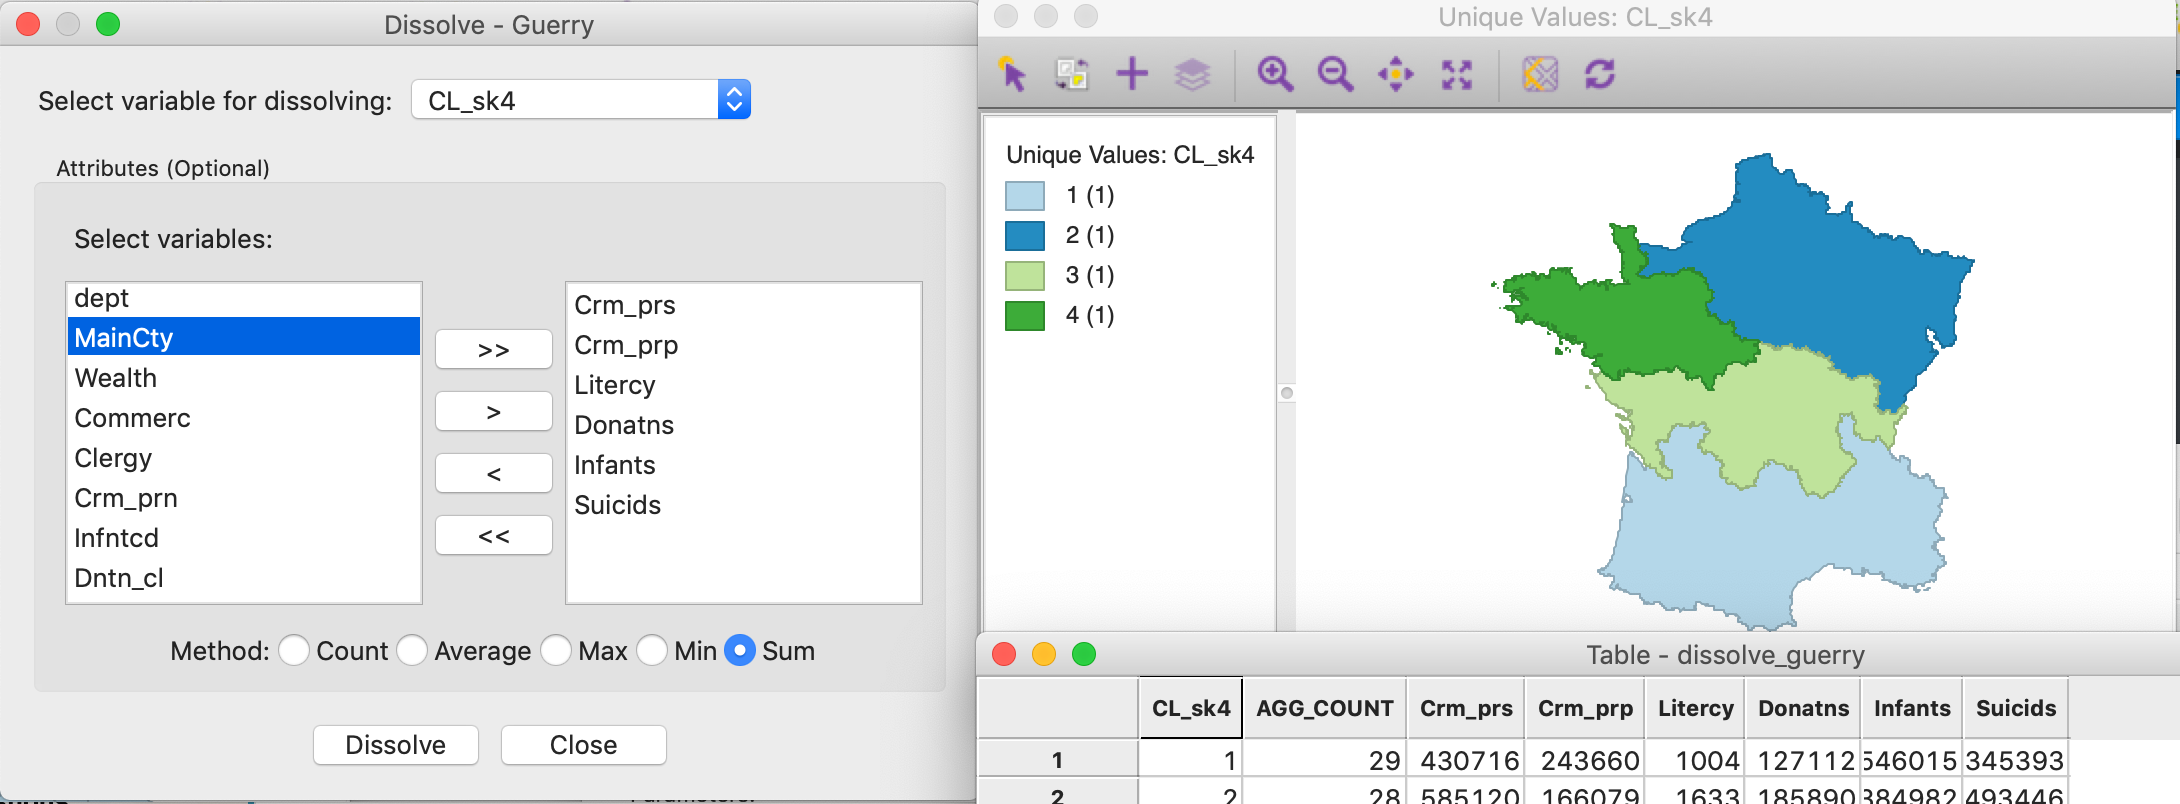 Dissolve - Guerry
Select variable for dissolving: CL_sk4
Attributes (Optional)
Select variables:
dept
MainCty
Wealth
Commerc
Clergy
Crm_prn
Infntcd
Dntn_cl
>>
>
<
<<
Crm_prs
Crm_prp
Litercy
Donatns
Infants
Suicids
Method: Count Average Max Min Sum
Dissolve Close
Unique Values: CL_sk4
Unique Values: CL_sk4
1 (1)
2 (1)
3 (1)
4 (1)
Table - dissolve_guerry
CL_sk4 AGG_COUNT Crm_prs Crm_prp Litercy Donatns Infants Suicids
1 1 29 430716 243660 1004 127112 546015 345393
2 2 28 585120 166079 1633 185890 384982 493446